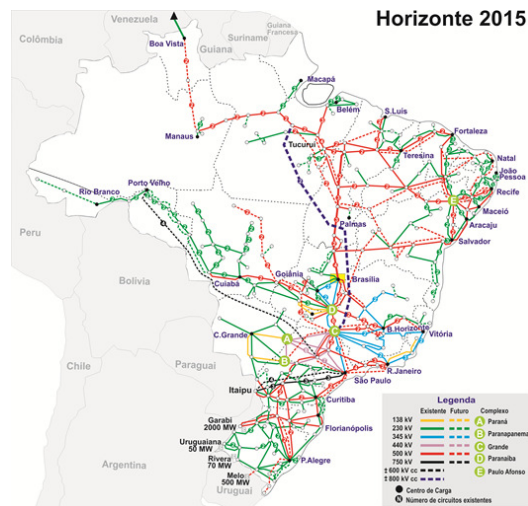 Horizonte 2015
Venezuela
Colômbia
Suriname
Guiana
Francesa
Guiana
Boa Vista
Macapá
Belém
S.Luis
Manaus
Tucuruí
Fortaleza
Teresina
Natal
João
Pessoa
Recife
Porto Velho
Rio Branco
E
Maceió
Aracaju
Palmas
Salvador
Peru
Goiânia
Brasília
Bolívia
Cuiabá
D
C.Grande
A
C
B.Horizonte
Vitória
B
São Paulo
R.Janeiro
Paraguai
Chile
Itaipu
Curitiba
Garabi
2000 MW
Florianópolis
Uruguaiana
50 MW
Rivera
70 MW
P.Alegre
Melo
500 MW
Argentina
Uruguai
Legenda
Existente Futuro Complexo
138 kV A Paraná
230 kV B Paranapanema
345 kV
440 kV C Grande
500 kV D Paranaíba
750 kV E Paulo Afonso
±600 kV cc
±800 kV cc
Centro de Carga
N Número de circuitos existentes